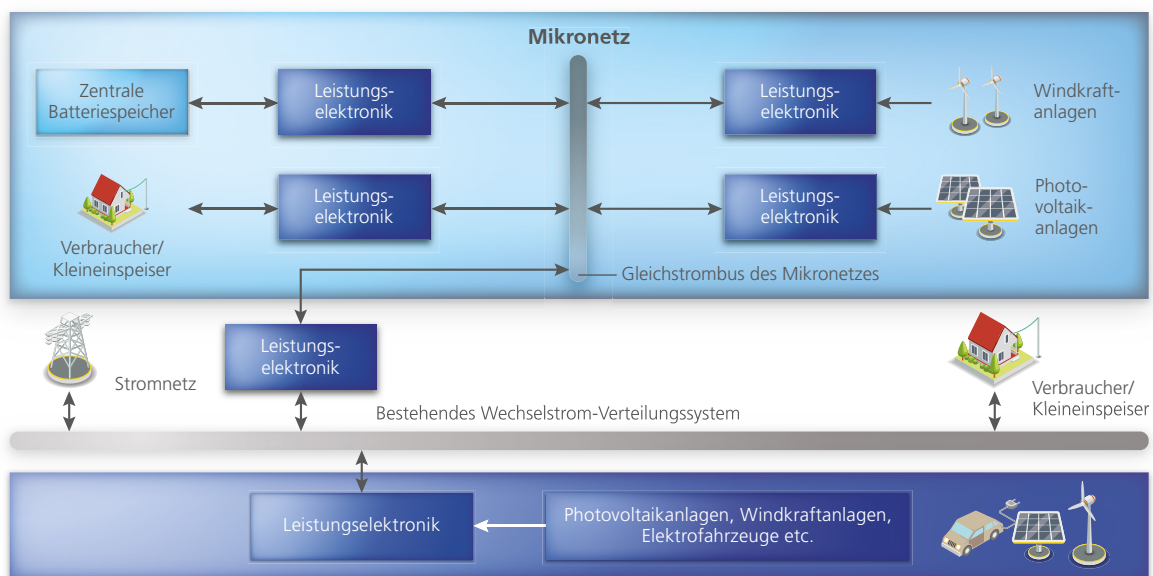 Mikronetz
Zentrale
Batteriespeicher
Leistungs-
elektronik
Leistungs-
elektronik
Windkraft-
anlagen
Verbraucher/
Kleineinspeiser
Leistungs-
elektronik
Leistungs-
elektronik
Photo-
voltaik-
anlagen
Gleichstrombus des Mikronetzes
Stromnetz
Leistungs-
elektronik
Bestehendes Wechselstrom-Verteilungssystem
Verbraucher/
Kleineinspeiser
Leistungselektronik
Photovoltaikanlagen, Windkraftanlagen,
Elektrofahrzeuge etc.